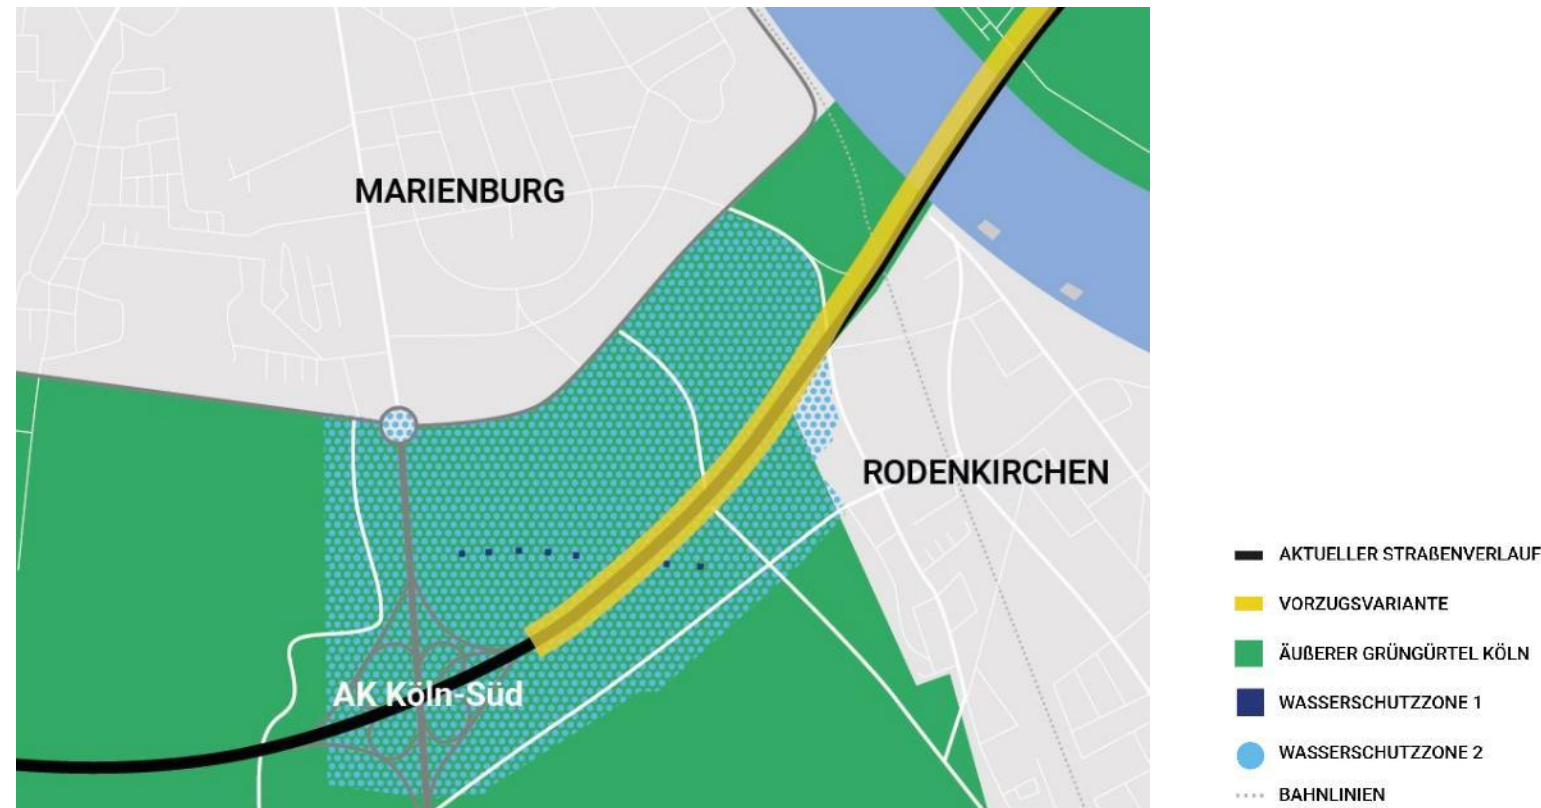 MARIENBURG
RODENKIRCHEN
AK Köln-Süd
AKTUELLER STRAßENVERLAUF
VORZUGSVARIANTE
ÄUßERER GRÜNGÜRTEL KÖLN
WASSERSCHUTZZONE 1
WASSERSCHUTZZONE 2
BAHNLINIEN